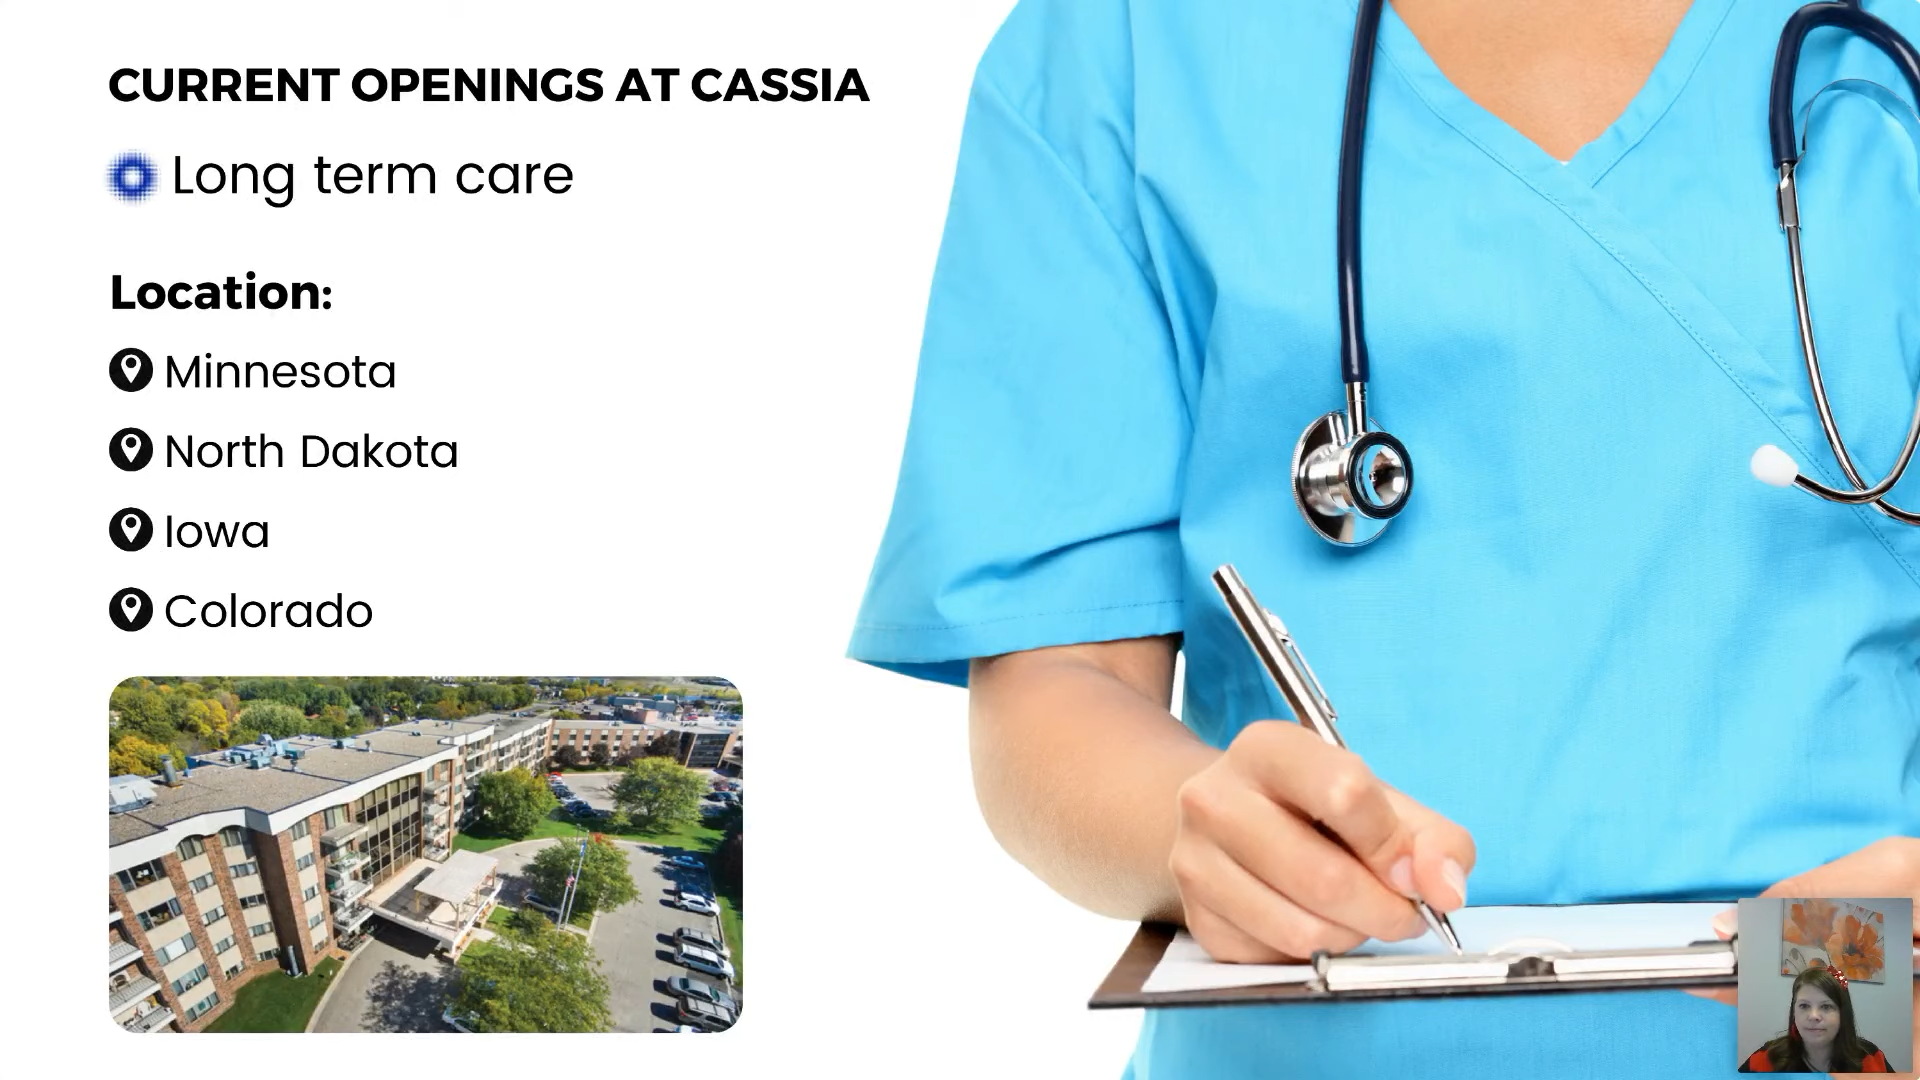 CURRENT OPENINGS AT CASSIA
Long term care
Location:
Minnesota
North Dakota
Iowa
Colorado